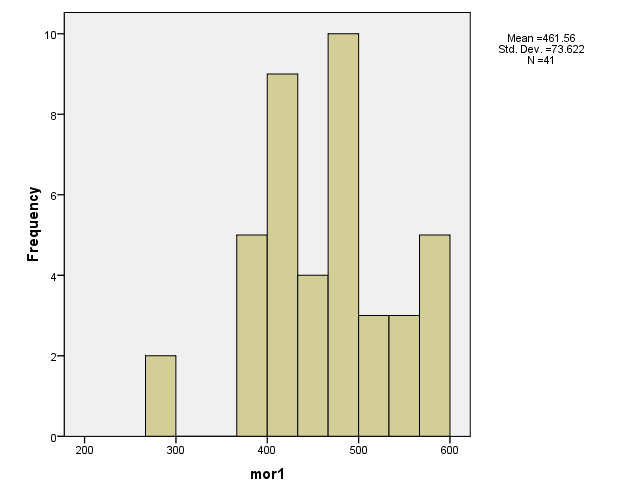 Mean =461.56
Std. Dev. =73.622
N =41
10
8
6
4
2
0
Frequency
200 300 400 500 600
mor1